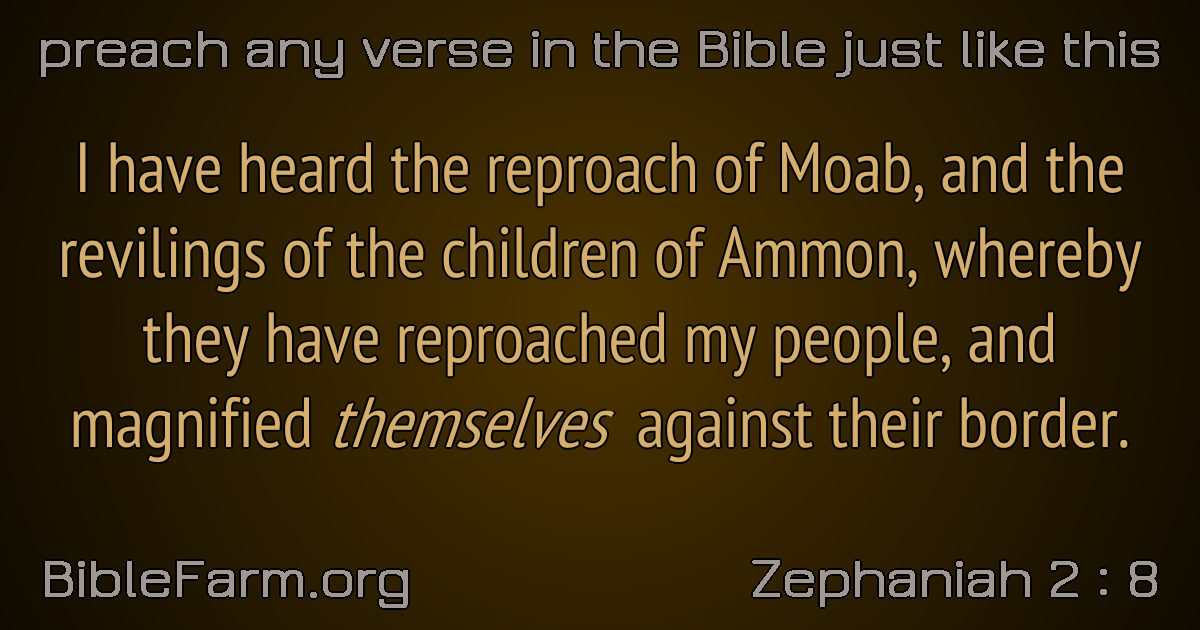 preach any verse in the Bible just like this
I have heard the reproach of Moab, and the
revilings of the children of Ammon, whereby
they have reproached my people, and
magnified themselves against their border.
BibleFarm.org
Zephaniah 2 : 8